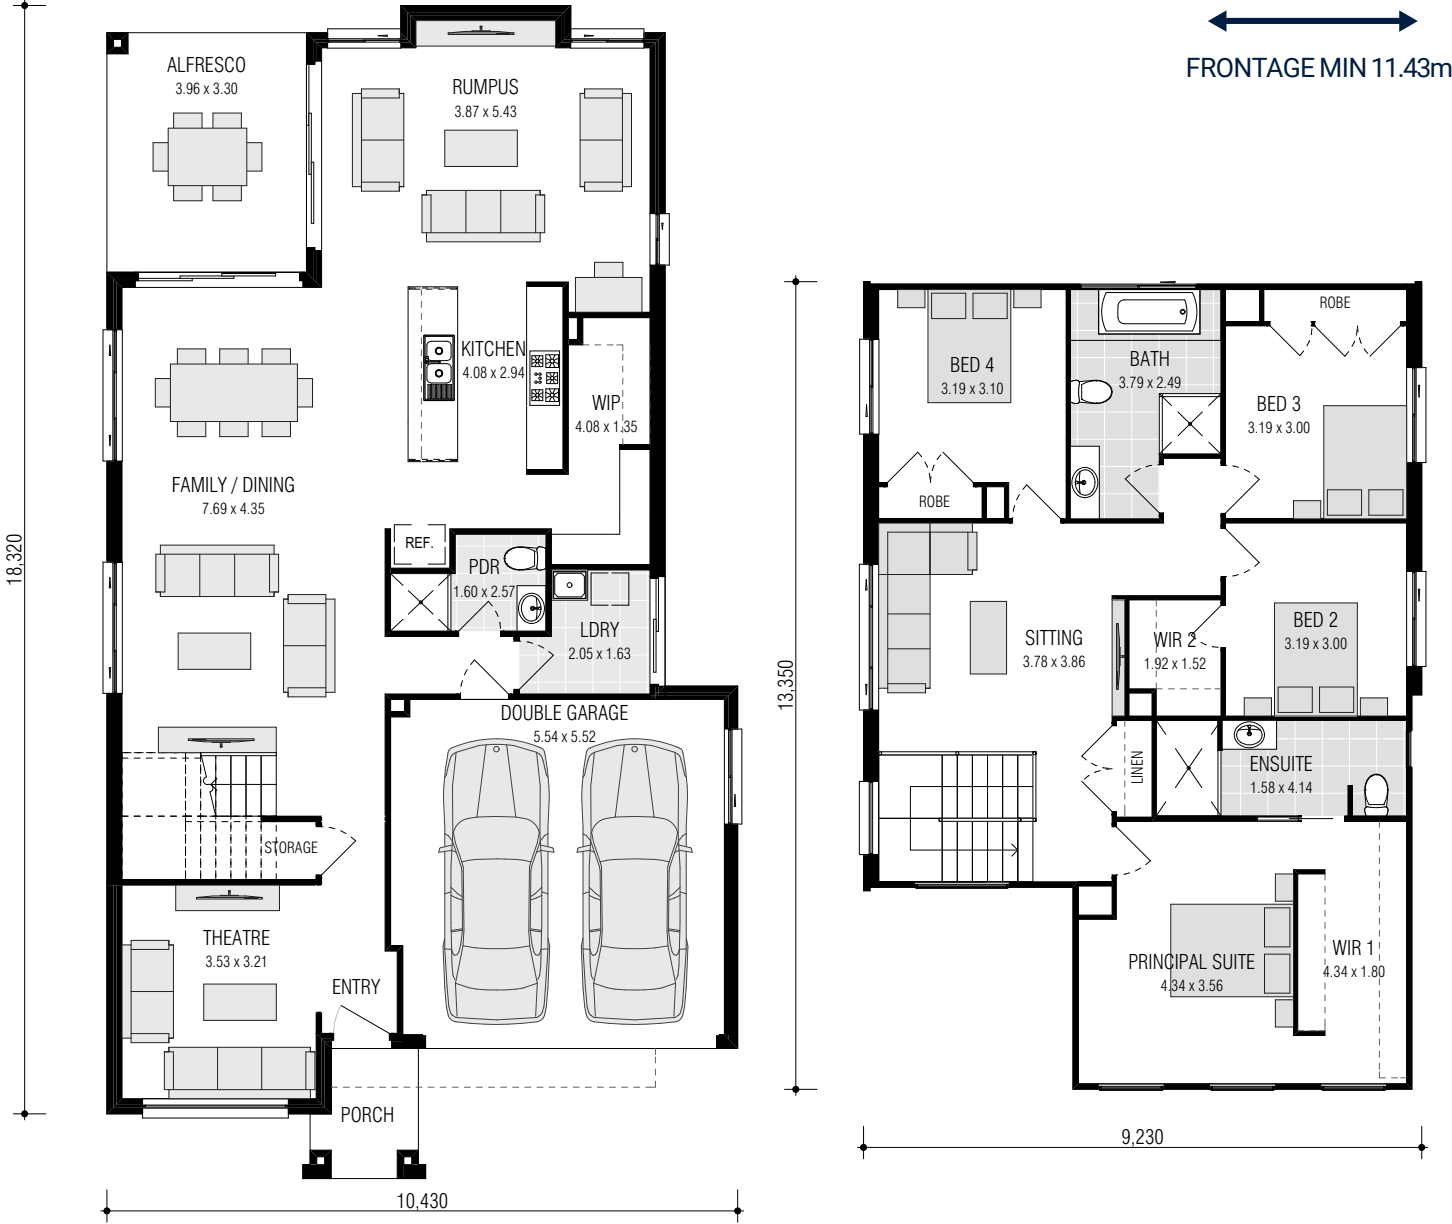 FRONTAGE MIN 11.43m
ALFRESCO
3.96 x 3.30
RUMPUS
3.87 x 5.43
KITCHEN
4.08 x 2.94
WIP
4.08 x 1.35
FAMILY / DINING
7.69 x 4.35
REF.
PDR
1.60 x 2.57
LDRY
2.05 x 1.63
DOUBLE GARAGE
5.54 x 5.52
STORAGE
THEATRE
3.53 x 3.21
ENTRY
PORCH
18,320
10,430
ROBE
BED 4
3.19 x 3.10
BATH
3.79 x 2.49
BED 3
3.19 x 3.00
ROBE
SITTING
3.78 x 3.86
WIR 2
1.92 x 1.52
BED 2
3.19 x 3.00
LINEN
ENSUITE
1.58 x 4.14
PRINCIPAL SUITE
4.34 x 3.56
WIR 1
4.34 x 1.80
13,350
9,230